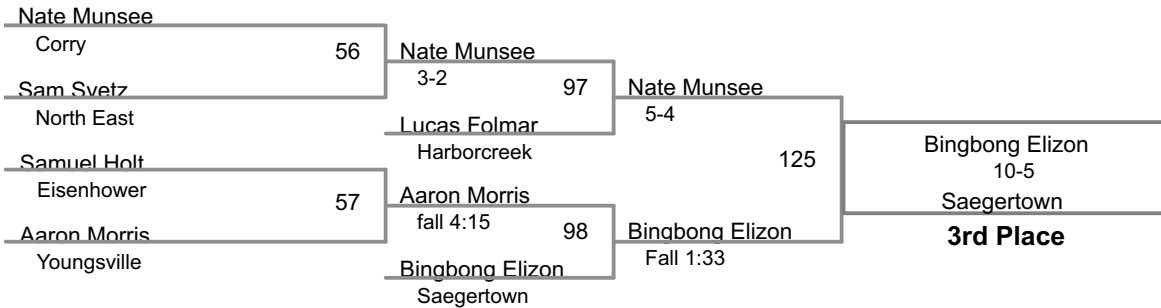 Nate Munsee
Corry
56
Sam Svetz
North East
Nate Munsee
3-2
97
Lucas Folmar
Harborcreek
Samuel Holt
Eisenhower
57
Aaron Morris
Youngsville
Aaron Morris
fall 4:15
98
Bingbong Elizon
Saegertown
Nate Munsee
5-4
125
Bingbong Elizon
Fall 1:33
Bingbong Elizon
10-5
Saegertown
3rd Place